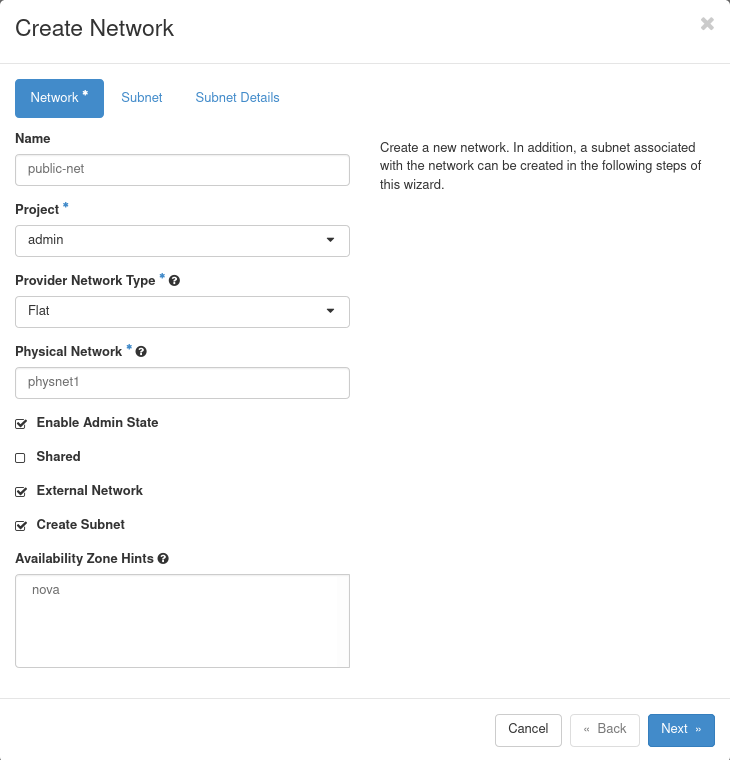 Create Network
Network *
Subnet
Subnet Details
Name
public-net
Create a new network. In addition, a subnet associated
with the network can be created in the following steps of
this wizard.
Project *
admin
Provider Network Type *
Flat
Physical Network *
physnet1
Enable Admin State
Shared
External Network
Create Subnet
Availability Zone Hints
nova
Cancel
« Back
Next »